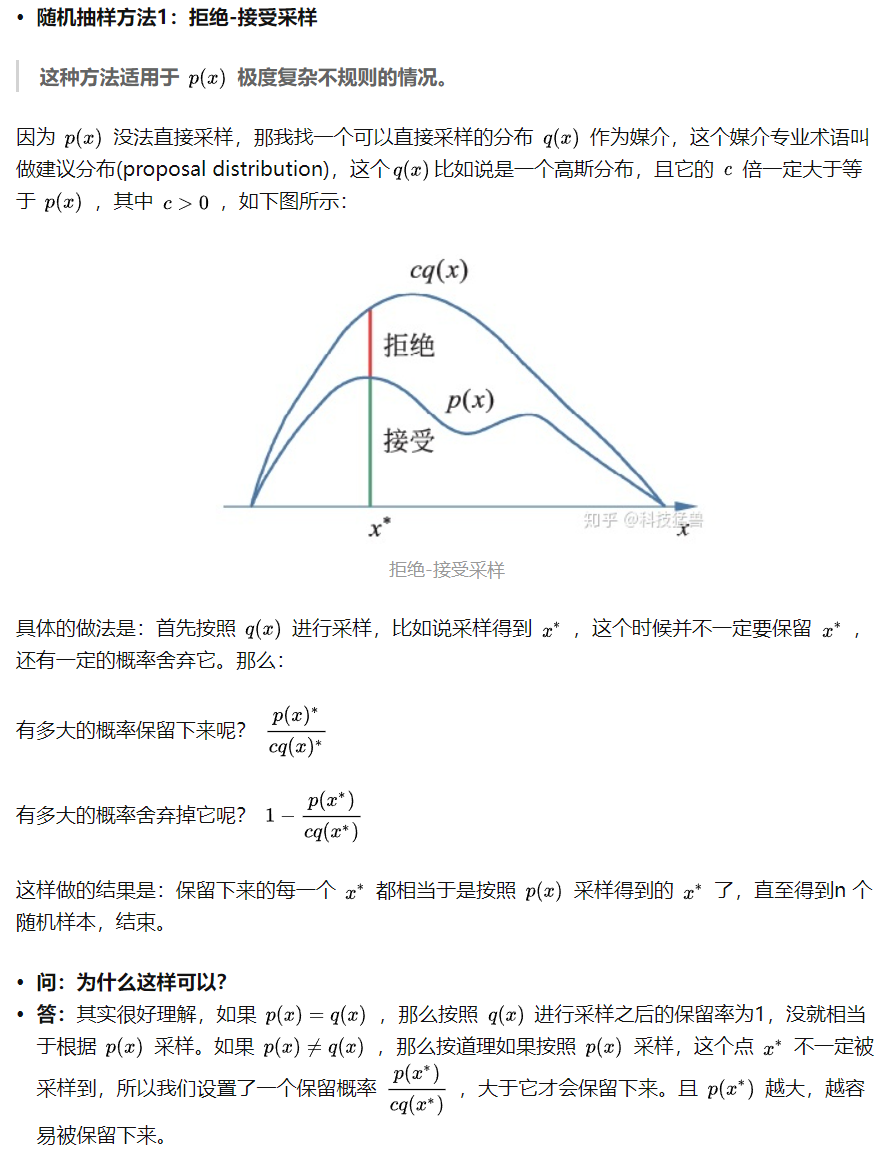 • 随机抽样方法1：拒绝-接受采样
这种方法适用于 p(x) 极度复杂不规则的情况。
因为 p(x) 没法直接采样，那我找一个可以直接采样的分布 q(x) 作为媒介，这个媒介专业术语叫
做建议分布(proposal distribution)，这个 q(x) 比如说是一个高斯分布，且它的 c 倍一定大于等
于 p(x) ，其中 c > 0 ，如下图所示：
cq(x)
拒绝
p(x)
接受
x*
x
知乎 @科技猛兽
拒绝-接受采样
具体的做法是：首先按照 q(x) 进行采样，比如说采样得到 x* ，这个时候并不一定要保留 x* ，
还有一定的概率舍弃它。那么：
有多大的概率保留下来呢？ p(x)* / cq(x)*
有多大的概率舍弃掉它呢？ 1 − p(x*) / cq(x*)
这样做的结果是：保留下来的每一个 x* 都相当于是按照 p(x) 采样得到的 x* 了，直至得到n 个
随机样本，结束。
• 问：为什么这样可以？
• 答：其实很好理解，如果 p(x) = q(x) ，那么按照 q(x) 进行采样之后的保留率为1，没就相当
于根据 p(x) 采样。如果 p(x) ≠ q(x) ，那么按道理如果按照 p(x) 采样，这个点 x* 不一定被
采样到，所以我们设置了一个保留概率 p(x*) / cq(x*) ，大于它才会保留下来。且 p(x*) 越大，越容
易被保留下来。